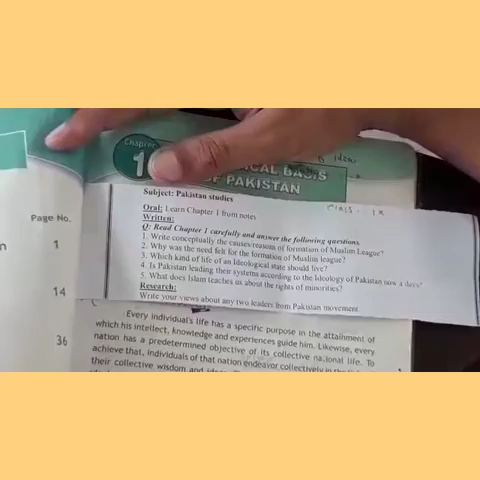 Chapter
1
ICAL BASIS
OF PAKISTAN
Class. IX
Subject: Pakistan studies
Oral: Learn Chapter 1 from notes
Written:
Q: Read Chapter 1 carefully and answer the following questions.
1. Write conceptually the causes/reasons of formation of Muslim League?
2. Why was the need felt for the formation of Muslim league?
3. Which kind of life of an Ideological state should live?
4. Is Pakistan leading their systems according to the Ideology of Pakistan now a days?
5. What does Islam teaches us about the rights of minorities?
Research:
Write your views about any two leaders from Pakistan movement.
Page No.
1
14
36
Every individual's life has a specific purpose in the attainment of
which his intellect, knowledge and experiences guide him. Likewise, every
nation has a predetermined objective of its collective national life. To
achieve that, individuals of that nation endeavor collectively in
their collective wisdom and